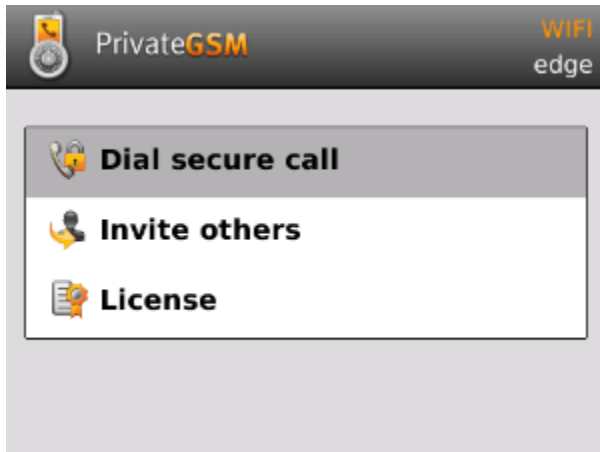 PrivateGSM
WIFI
edge
Dial secure call
Invite others
License